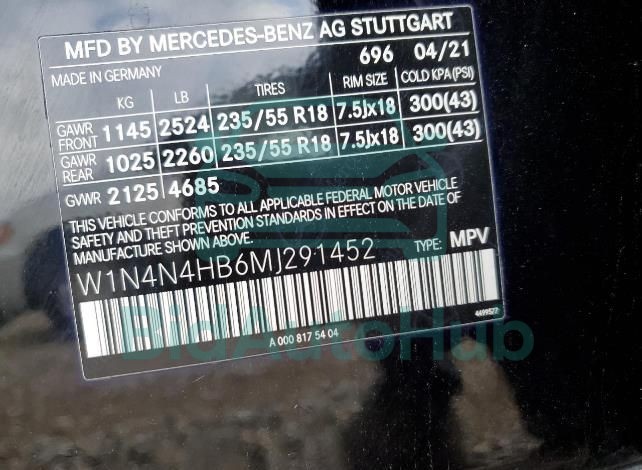 MFD BY MERCEDES-BENZ AG STUTTGART
696 04/21
MADE IN GERMANY
KG LB TIRES RIM SIZE COLD KPA(PSI)
GAWR FRONT 1145 2524 235/55 R18 7.5Jx18 300(43)
GAWR REAR 1025 2260 235/55 R18 7.5Jx18 300(43)
GVWR 2125 4685
THIS VEHICLE CONFORMS TO ALL APPLICABLE FEDERAL MOTOR VEHICLE
SAFETY AND THEFT PREVENTION STANDARDS IN EFFECT ON THE DATE OF
MANUFACTURE SHOWN ABOVE.
W1N4N4HB6MJ291452 TYPE: MPV
4499577
A 000 817 54 04
BidAutoHub